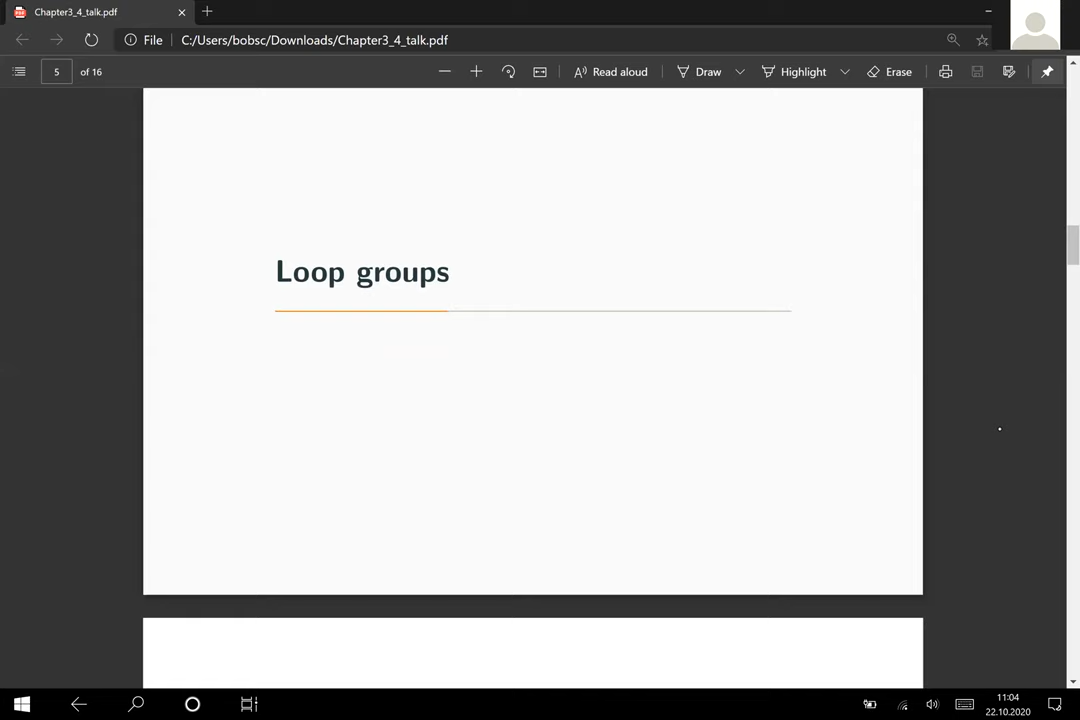 Chapter3_4_talk.pdf
File
C:/Users/bobsc/Downloads/Chapter3_4_talk.pdf
5 of 16
Read aloud
Draw
Highlight
Erase
Loop groups
11:04
22.10.2020